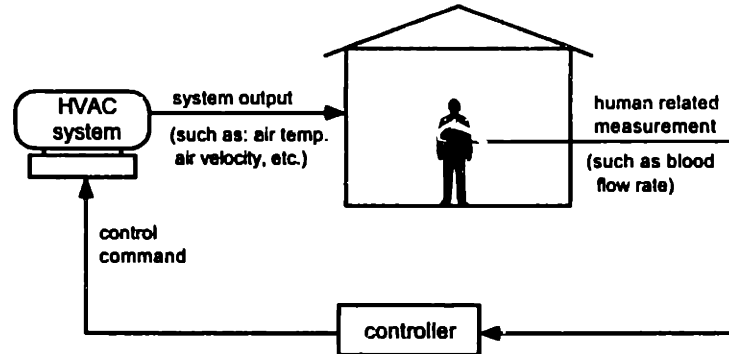 HVAC
system
system output
(such as: air temp.
air velocity, etc.)
human related
measurement
(such as blood
flow rate)
control
command
controller